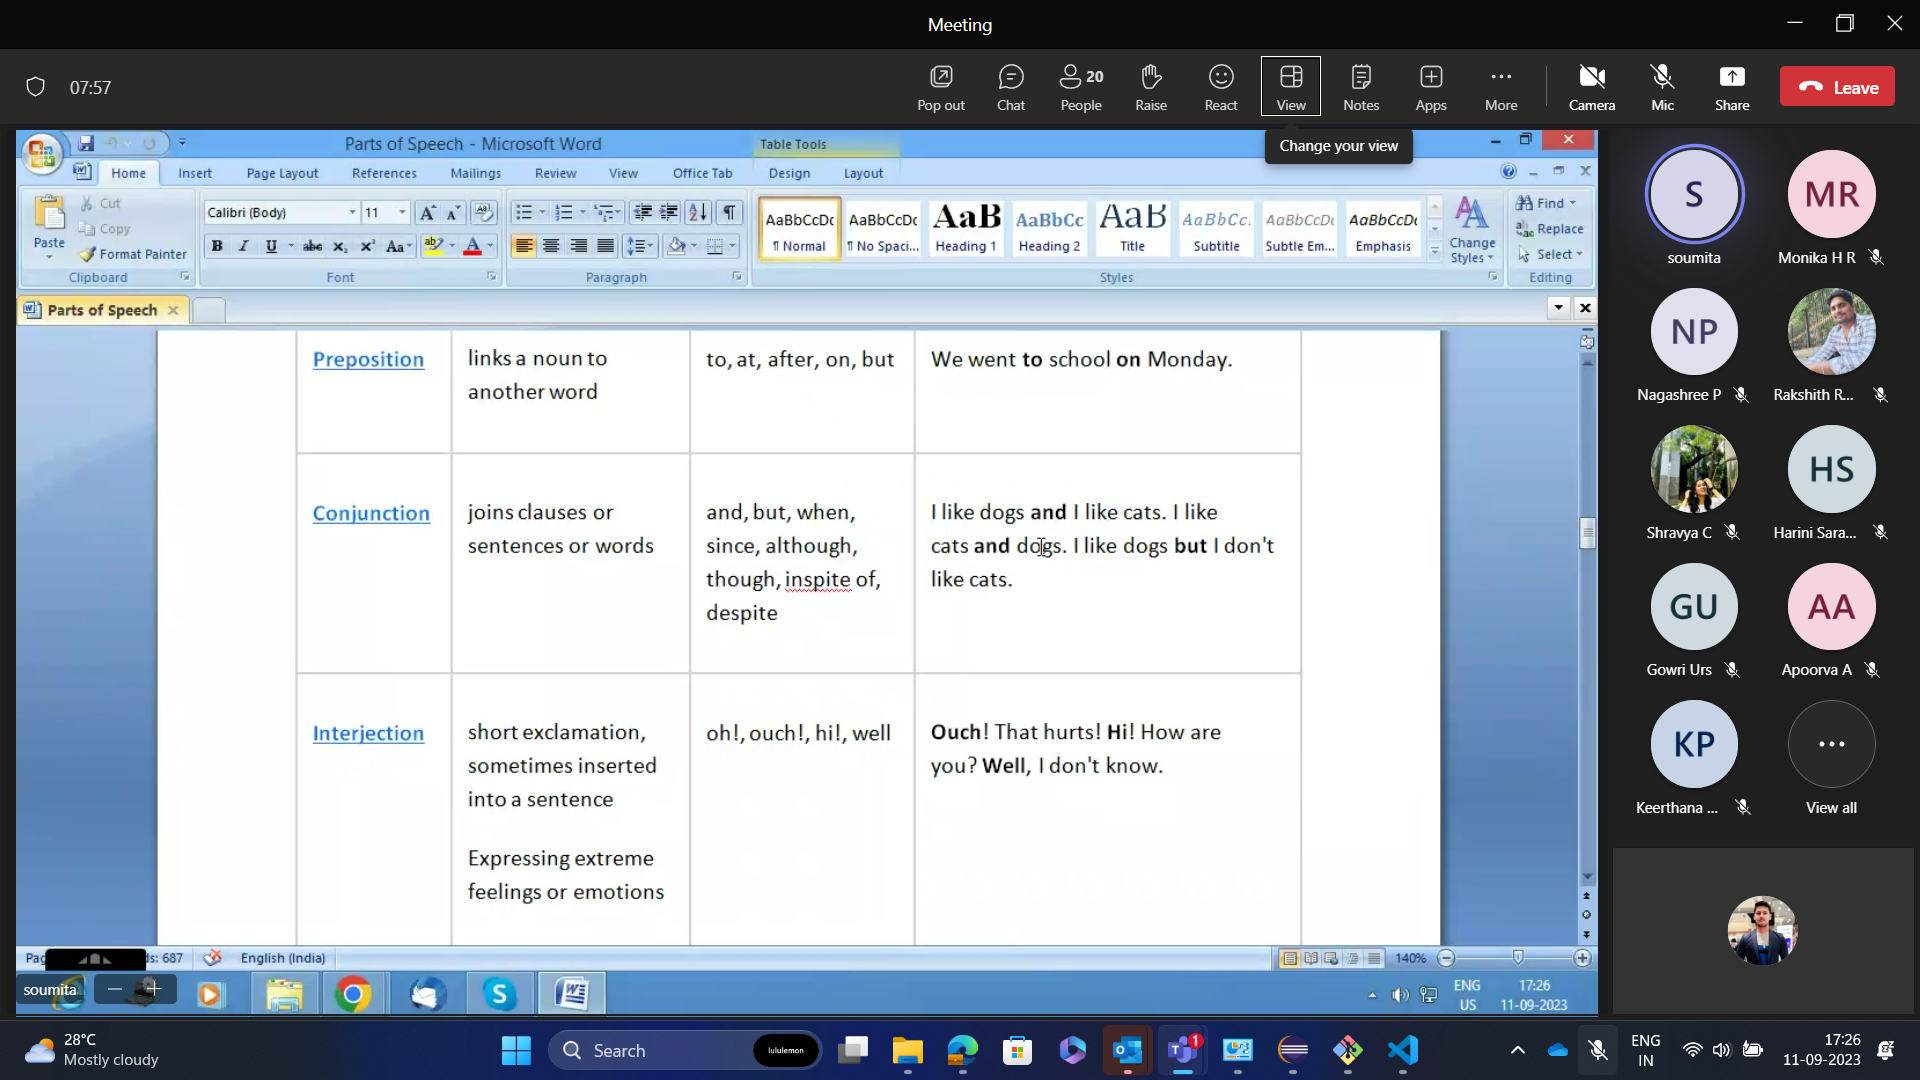 Meeting
07:57
Pop out
Chat
20
People
Raise
React
View
Notes
Apps
More
Camera
Mic
Share
Leave
Change your view
Parts of Speech - Microsoft Word
Table Tools
Home
Insert
Page Layout
References
Mailings
Review
View
Office Tab
Design
Layout
Paste
Cut
Copy
Format Painter
Clipboard
Calibri (Body)
11
Font
Paragraph
AaBbCcDc
¶ Normal
AaBbCcDc
¶ No Spaci...
AaB
Heading 1
AaBbCc
Heading 2
AaB
Title
AaBbCc.
Subtitle
AaBbCcDc
Subtle Em...
AaBbCcDc
Emphasis
Change
Styles
Styles
Find
Replace
Select
Editing
Parts of Speech
Preposition
links a noun to
another word
to, at, after, on, but
We went to school on Monday.
Conjunction
joins clauses or
sentences or words
and, but, when,
since, although,
though, inspite of,
despite
I like dogs and I like cats. I like
cats and dogs. I like dogs but I don't
like cats.
Interjection
short exclamation,
sometimes inserted
into a sentence
Expressing extreme
feelings or emotions
oh!, ouch!, hi!, well
Ouch! That hurts! Hi! How are
you? Well, I don't know.
S
soumita
MR
Monika H R
NP
Nagashree P
Rakshith R...
Shravya C
HS
Harini Sara...
GU
Gowri Urs
AA
Apoorva A
KP
Keerthana ...
View all
: 687
English (India)
140%
soumita
ENG
US
17:26
11-09-2023
28°C
Mostly cloudy
Search
lululemon
1
ENG
IN
17:26
11-09-2023